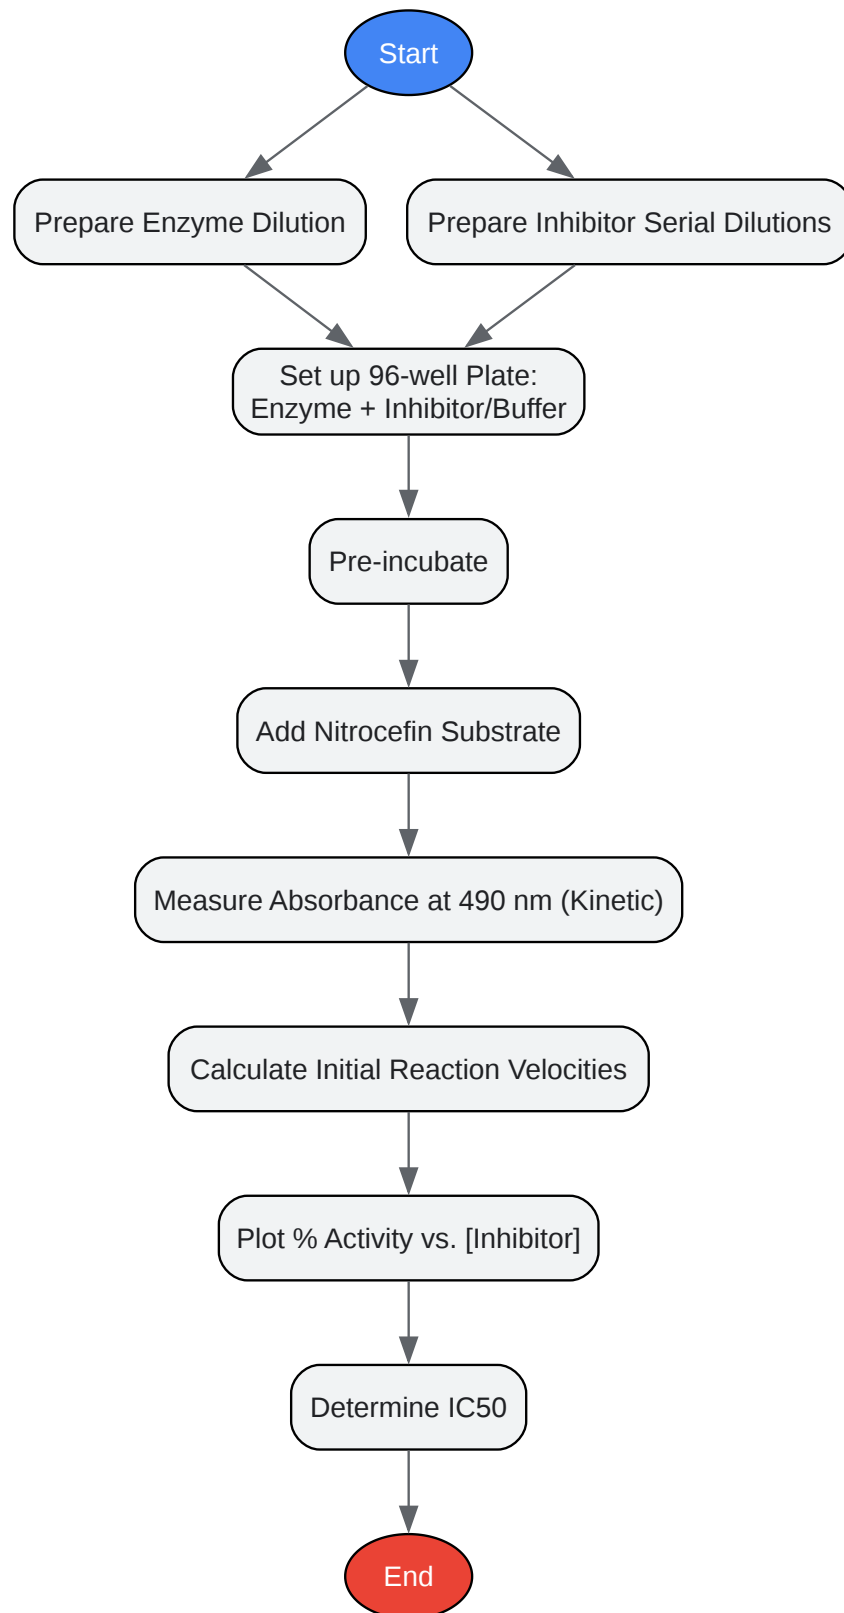 Start
Prepare Enzyme Dilution
Prepare Inhibitor Serial Dilutions
Set up 96-well Plate:
Enzyme + Inhibitor/Buffer
Pre-incubate
Add Nitrocefin Substrate
Measure Absorbance at 490 nm (Kinetic)
Calculate Initial Reaction Velocities
Plot % Activity vs. [Inhibitor]
Determine IC50
End